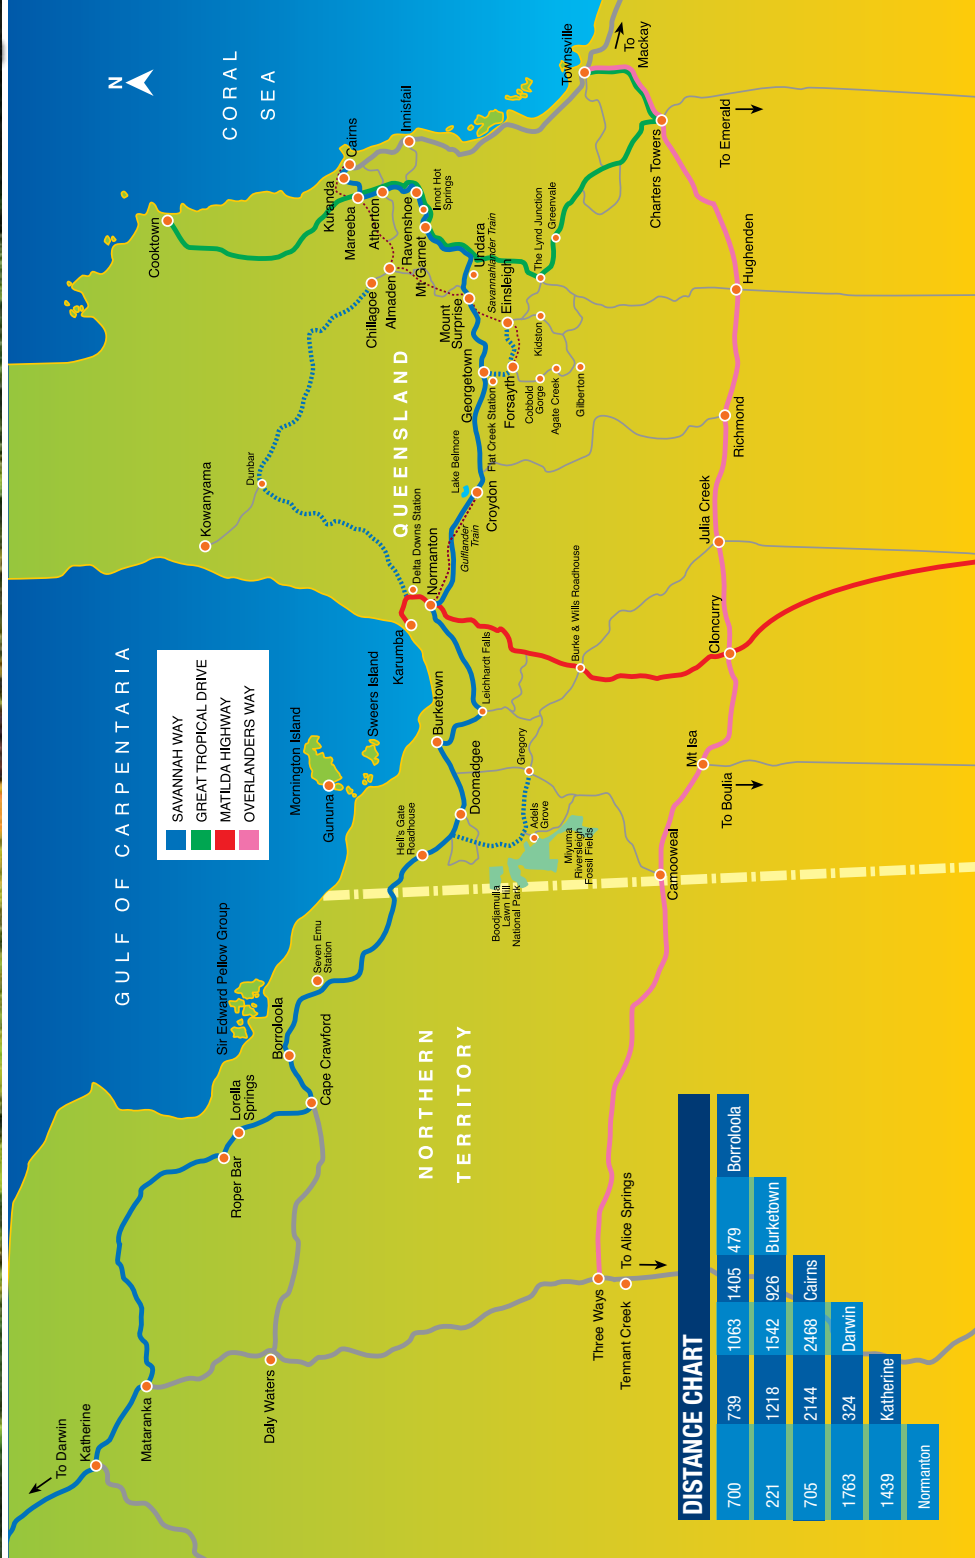 N
CORAL
SEA
GULF OF CARPENTARIA
SAVANNAH WAY
GREAT TROPICAL DRIVE
MATILDA HIGHWAY
OVERLANDERS WAY
To Darwin
Katherine
Mataranka
Daly Waters
Roper Bar
Lorella
Springs
Cape Crawford
Borroloola
Sir Edward Pellow Group
Seven Emu
Station
NORTHERN
TERRITORY
Three Ways
Tennant Creek
To Alice Springs
Hell's Gate
Roadhouse
Doomadgee
Mornington Island
Gununa
Sweers Island
Burketown
Leichhardt Falls
Gregory
Adels
Grove
Boodjamulla
Lawn Hill
National Park
Miyuma
Riversleigh
Fossil Fields
Camooweal
Mt Isa
To Boulia
Karumba
Normanton
Delta Downs Station
Burke & Wills Roadhouse
Cloncurry
Julia Creek
Richmond
Hughenden
Kowanyama
Dunbar
QUEENSLAND
Gulflander
Train
Lake Belmore
Croydon
Flat Creek Station
Georgetown
Forsayth
Cobbold
Gorge
Agate Creek
Gilberton
Kidston
Einsleigh
Savannahlander Train
Undara
Mount
Surprise
Chillagoe
Almaden
Mt Garnet
Ravenshoe
Innot Hot
Springs
Atherton
Mareeba
Kuranda
Cairns
Innisfail
Cooktown
The Lynd Junction
Greenvale
Charters Towers
To Emerald
Townsville
To
Mackay
DISTANCE CHART
700 739 1063 1405 479 Borroloola
221 1218 1542 926 Burketown
705 2144 2468 Cairns
1763 324 Darwin
1439 Katherine
Normanton